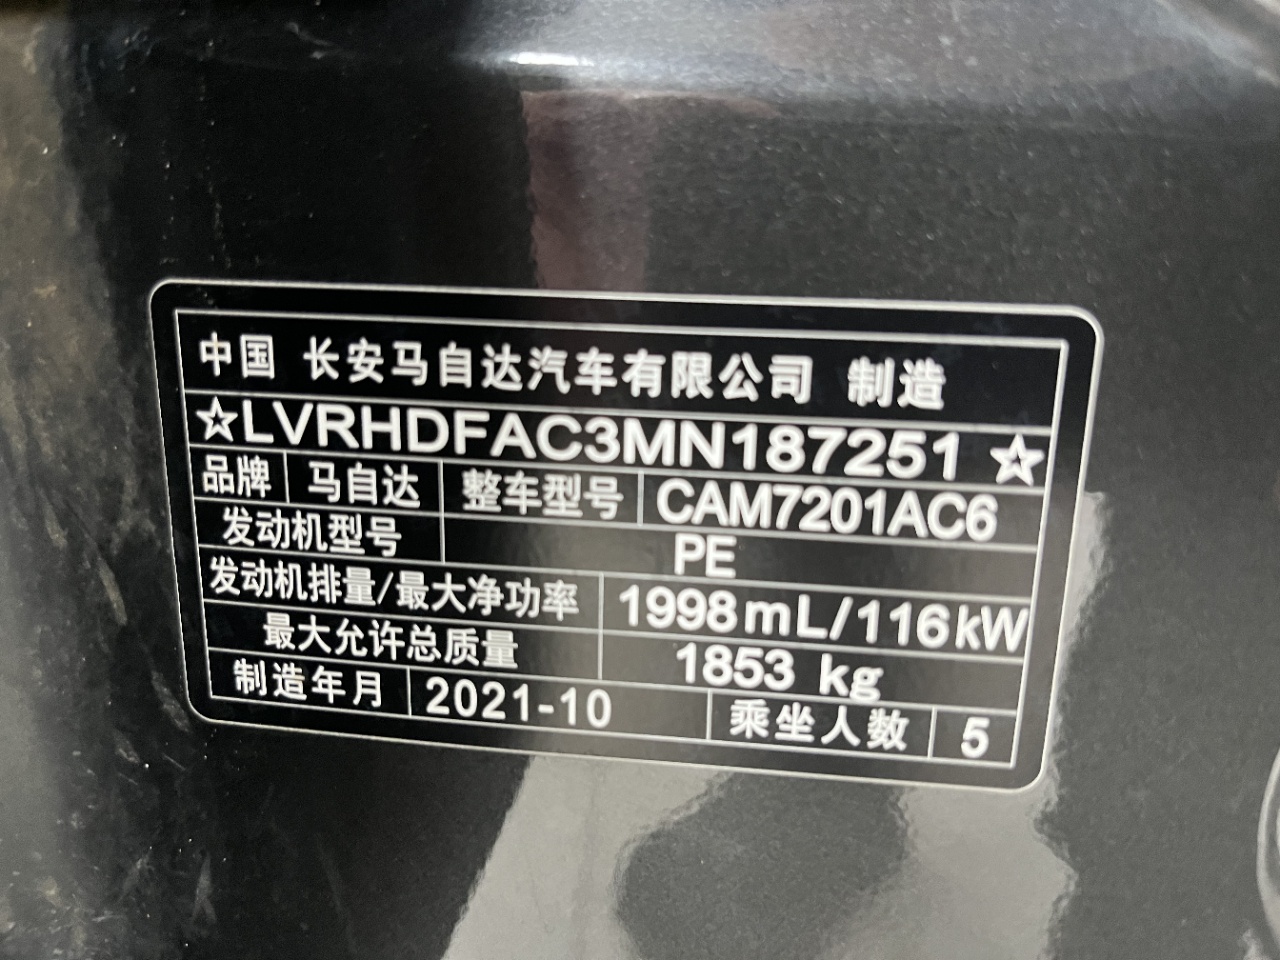 中国 长安马自达汽车有限公司 制造
☆LVRHDFAC3MN187251☆
品牌 马自达 整车型号 CAM7201AC6
发动机型号 PE
发动机排量/最大净功率 1998mL/116kW
最大允许总质量 1853 kg
制造年月 2021-10 乘坐人数 5